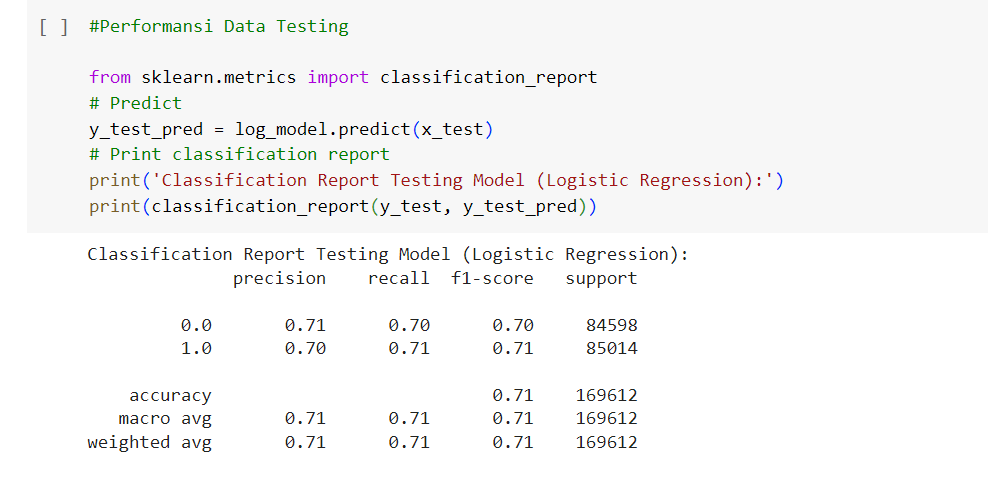 [ ] #Performansi Data Testing
from sklearn.metrics import classification_report
# Predict
y_test_pred = log_model.predict(x_test)
# Print classification report
print('Classification Report Testing Model (Logistic Regression):')
print(classification_report(y_test, y_test_pred))
Classification Report Testing Model (Logistic Regression):
precision recall f1-score support
0.0 0.71 0.70 0.70 84598
1.0 0.70 0.71 0.71 85014
accuracy 0.71 169612
macro avg 0.71 0.71 0.71 169612
weighted avg 0.71 0.71 0.71 169612